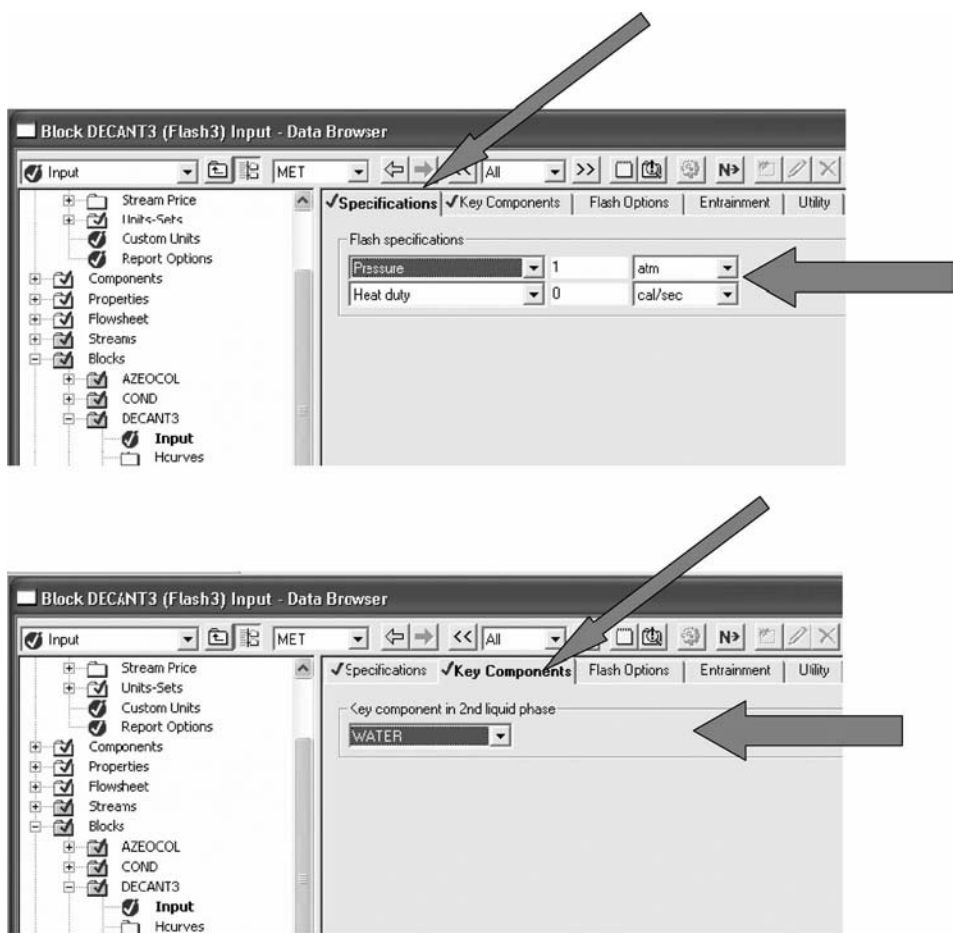 Block DECANT3 (Flash3) Input - Data Browser
Input MET << All >> N>
Stream Price
Units-Sets
Custom Units
Report Options
Components
Properties
Flowsheet
Streams
Blocks
AZEOCOL
COND
DECANT3
Input
Hcurves
Specifications Key Components Flash Options Entrainment Utility
Flash specifications
Pressure 1 atm
Heat duty 0 cal/sec
Block DECANT3 (Flash3) Input - Data Browser
Input MET << All N>
Stream Price
Units-Sets
Custom Units
Report Options
Components
Properties
Flowsheet
Streams
Blocks
AZEOCOL
COND
DECANT3
Input
Hcurves
Specifications Key Components Flash Options Entrainment Utility
Key component in 2nd liquid phase
WATER